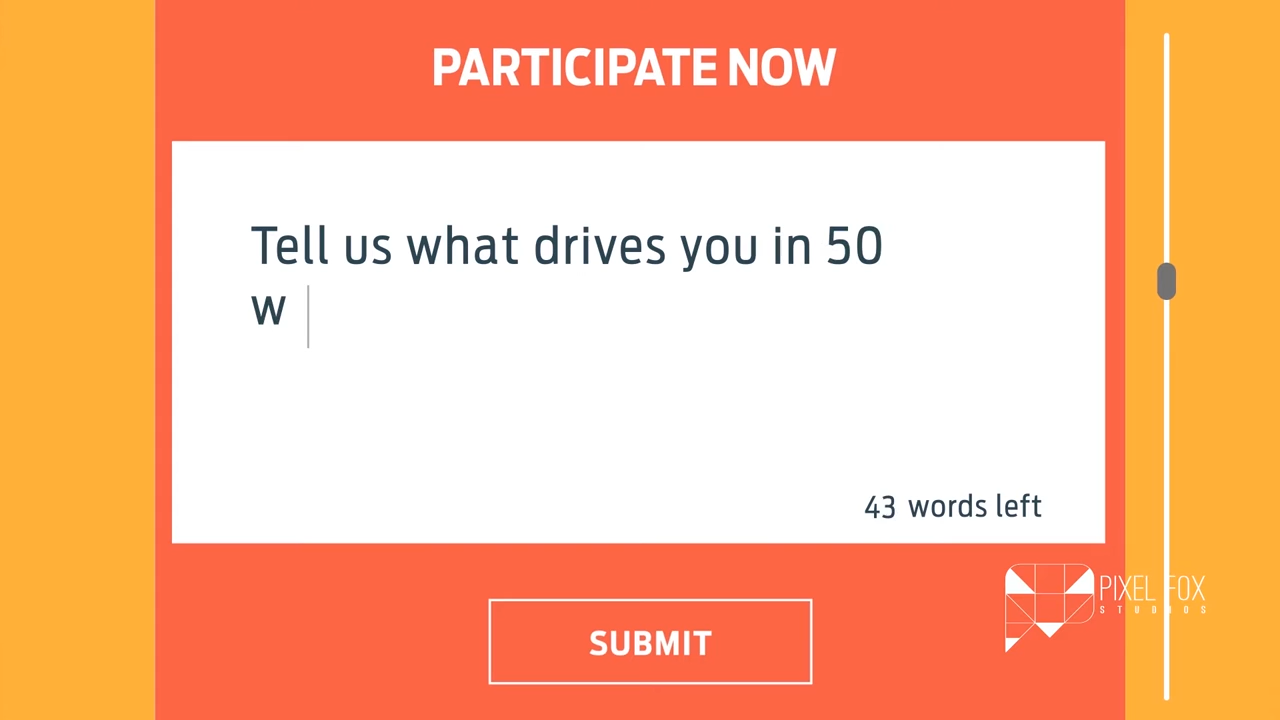 PARTICIPATE NOW
Tell us what drives you in 50
w
43 words left
PIXEL FOX
STUDIOS
SUBMIT